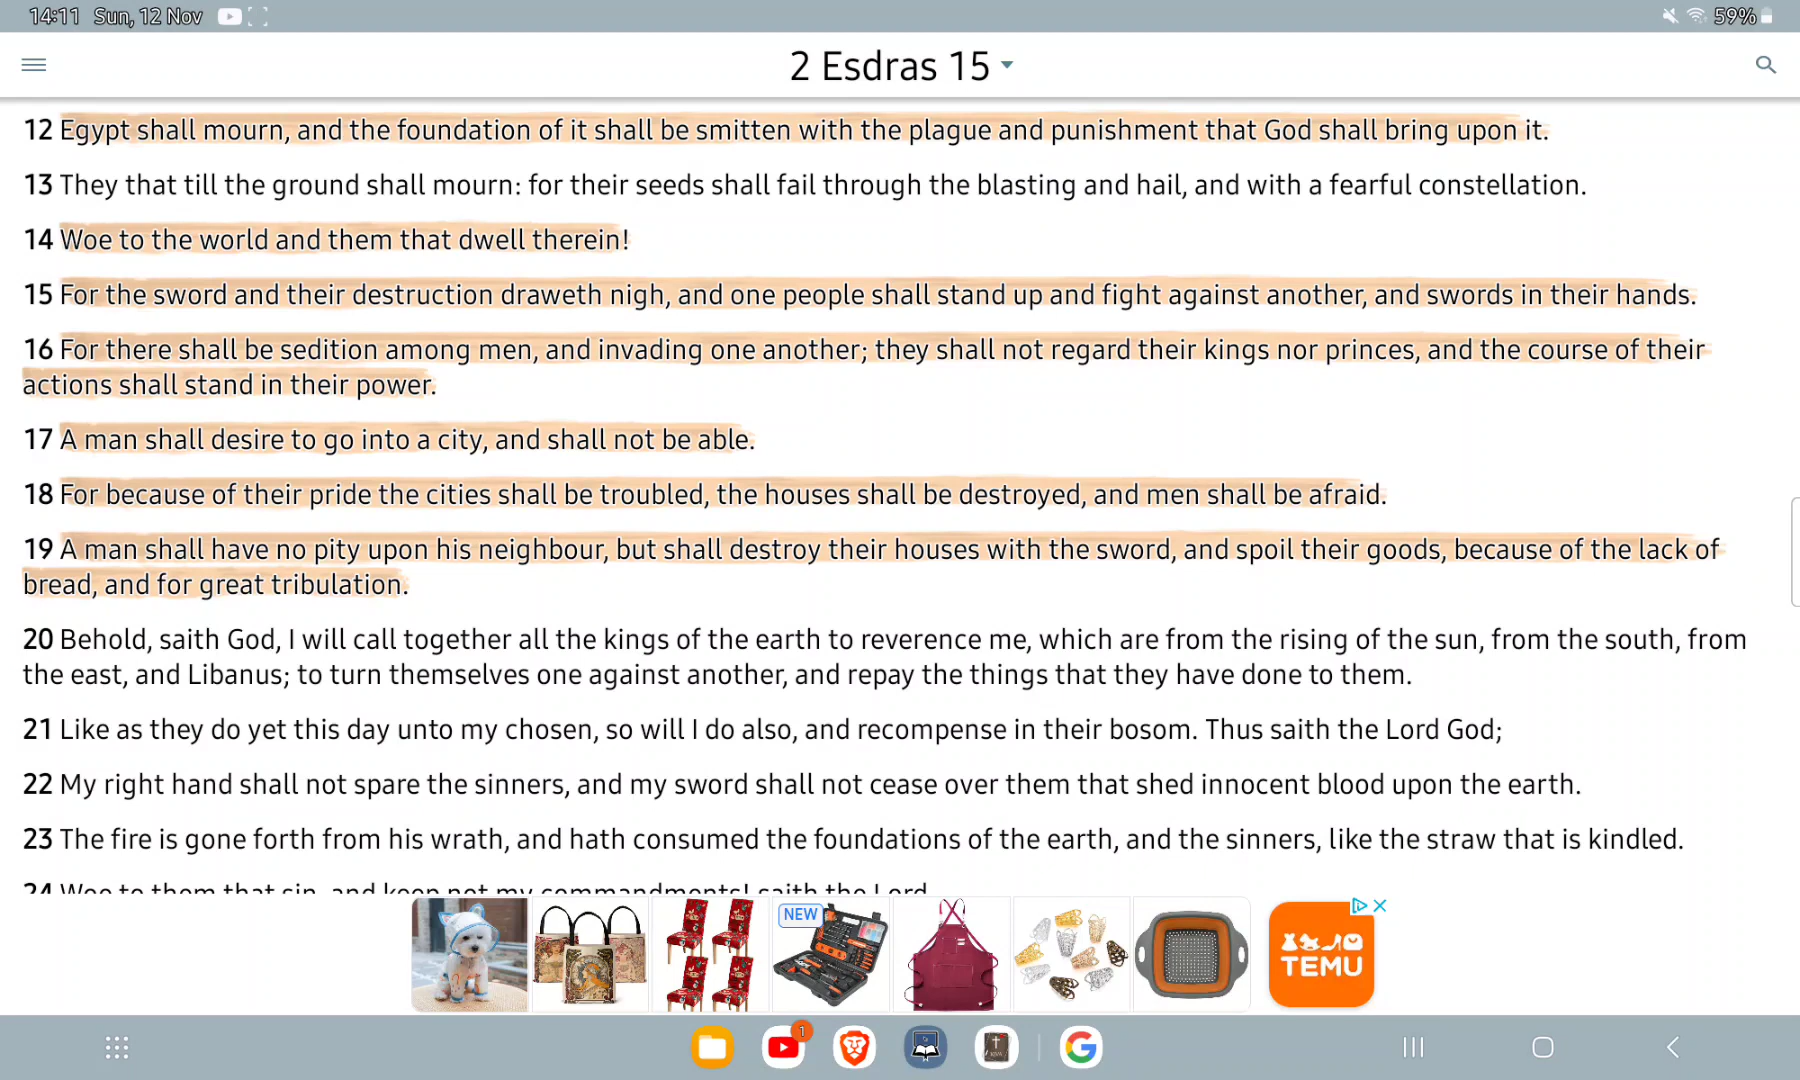 14:11 Sun, 12 Nov
59%
2 Esdras 15
12 Egypt shall mourn, and the foundation of it shall be smitten with the plague and punishment that God shall bring upon it.
13 They that till the ground shall mourn: for their seeds shall fail through the blasting and hail, and with a fearful constellation.
14 Woe to the world and them that dwell therein!
15 For the sword and their destruction draweth nigh, and one people shall stand up and fight against another, and swords in their hands.
16 For there shall be sedition among men, and invading one another; they shall not regard their kings nor princes, and the course of their
actions shall stand in their power.
17 A man shall desire to go into a city, and shall not be able.
18 For because of their pride the cities shall be troubled, the houses shall be destroyed, and men shall be afraid.
19 A man shall have no pity upon his neighbour, but shall destroy their houses with the sword, and spoil their goods, because of the lack of
bread, and for great tribulation.
20 Behold, saith God, I will call together all the kings of the earth to reverence me, which are from the rising of the sun, from the south, from
the east, and Libanus; to turn themselves one against another, and repay the things that they have done to them.
21 Like as they do yet this day unto my chosen, so will I do also, and recompense in their bosom. Thus saith the Lord God;
22 My right hand shall not spare the sinners, and my sword shall not cease over them that shed innocent blood upon the earth.
23 The fire is gone forth from his wrath, and hath consumed the foundations of the earth, and the sinners, like the straw that is kindled.
24 Woe to them that sin, and keep not my commandments! saith the Lord
NEW
TEMU
1